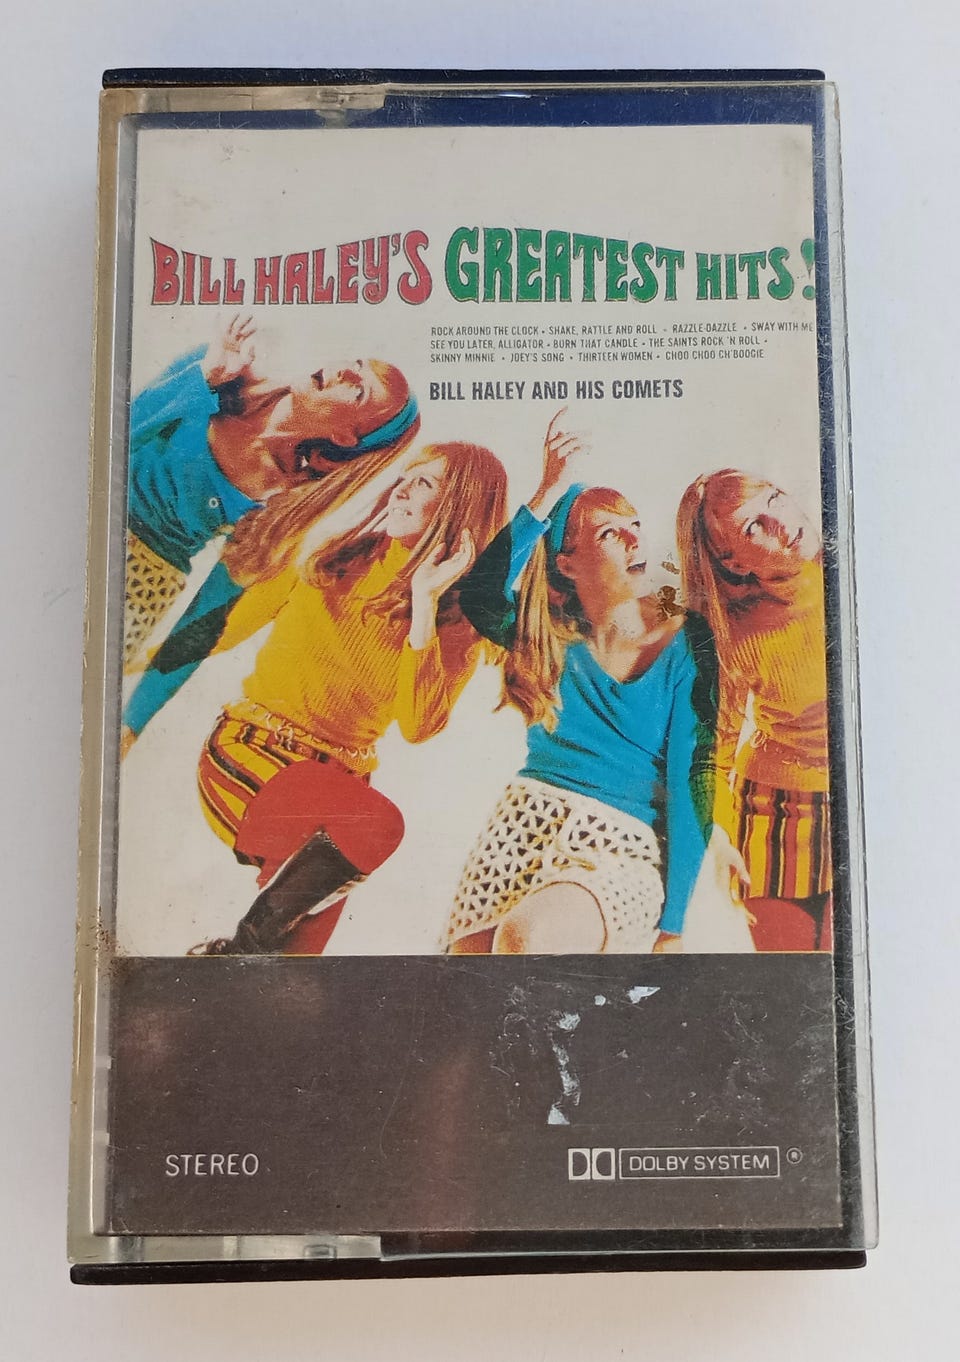 BILL HALEY'S GREATEST HITS!
ROCK AROUND THE CLOCK • SHAKE, RATTLE AND ROLL • RAZZLE-DAZZLE • SWAY WITH ME
SEE YOU LATER, ALLIGATOR • BURN THAT CANDLE • THE SAINTS ROCK 'N ROLL •
SKINNY MINNIE • JOEY'S SONG • THIRTEEN WOMEN • CHOO CHOO CH'BOOGIE
BILL HALEY AND HIS COMETS
STEREO
DOLBY SYSTEM ®